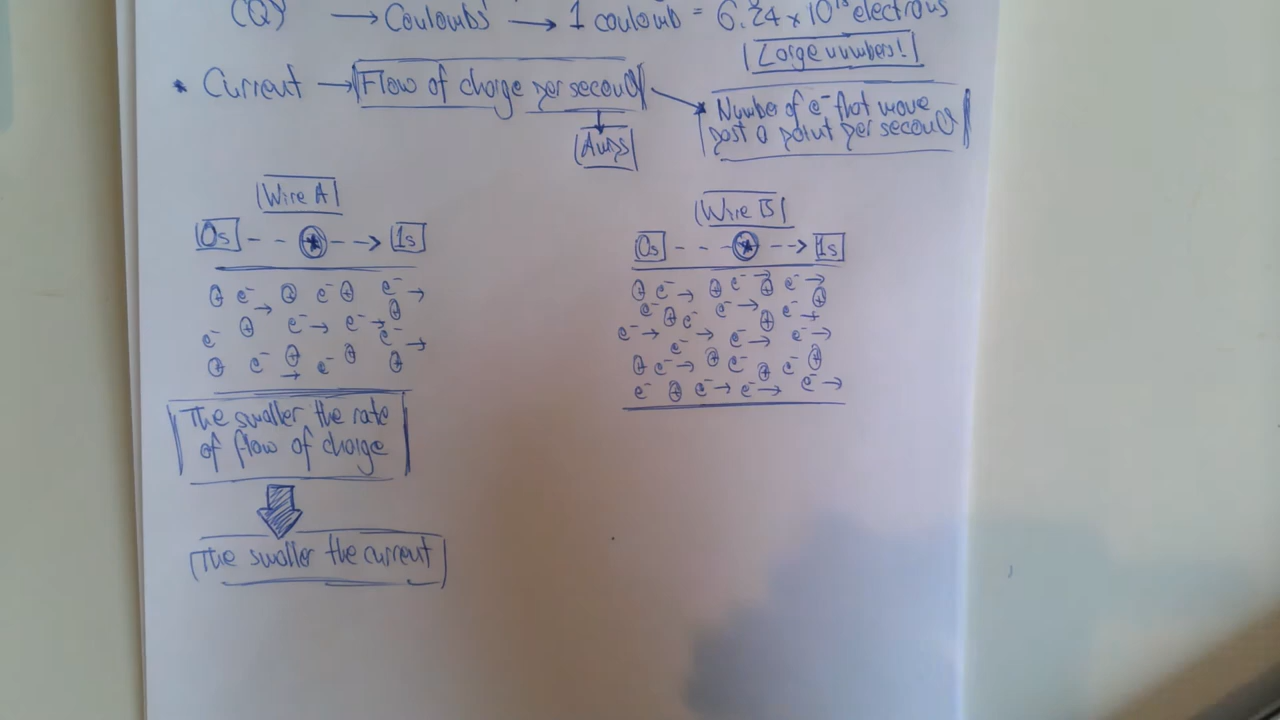 (Q) → Coulombs → 1 coulomb = 6.24 x 10¹⁸ electrons
Large numbers!
* Current → Flow of charge per second
Number of e⁻ that move
past a point per second
Amps
Wire A
0s - - * - -> 1s
⊕ e⁻ ⊕ e⁻ ⊕ e⁻ →
→ ⊕
e⁻ ⊕ e⁻ → e⁻ → e⁻ →
⊕ e⁻ ⊕ → e⁻ ⊕ ⊕
The smaller the rate
of flow of charge
The smaller the current
Wire B
0s - - - * - -> 1s
⊕ e⁻ → ⊕ e⁻ → ⊕ e⁻ →
e⁻ ⊕ e⁻ e⁻ → ⊕ e⁻ → ⊕
e⁻ → e⁻ → e⁻ → e⁻ →
⊕ e⁻ → ⊕ e⁻ ⊕ e⁻ ⊕
e⁻ ⊕ e⁻ → e⁻ → e⁻ →